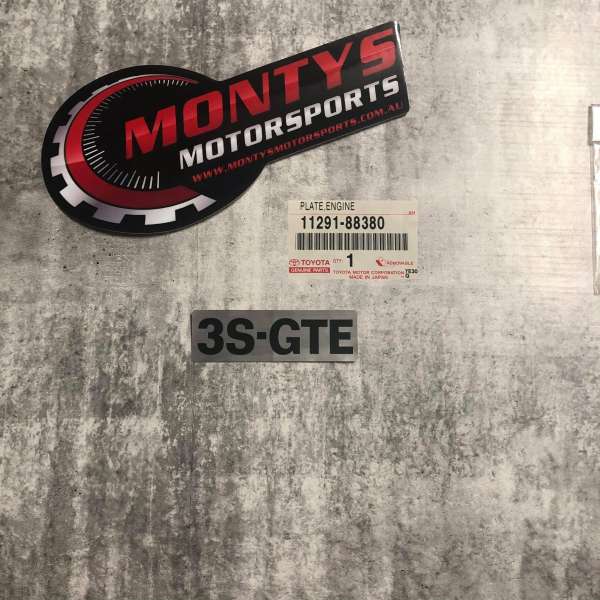 MONTYS
MOTORSPORTS
WWW.MONTYSMOTORSPORTS.COM.AU
PLATE,ENGINE
11291-88380
TOYOTA
GENUINE PARTS
QTY.
1
REMOVABLE
TOYOTA MOTOR CORPORATION
MADE IN JAPAN
3S-GTE